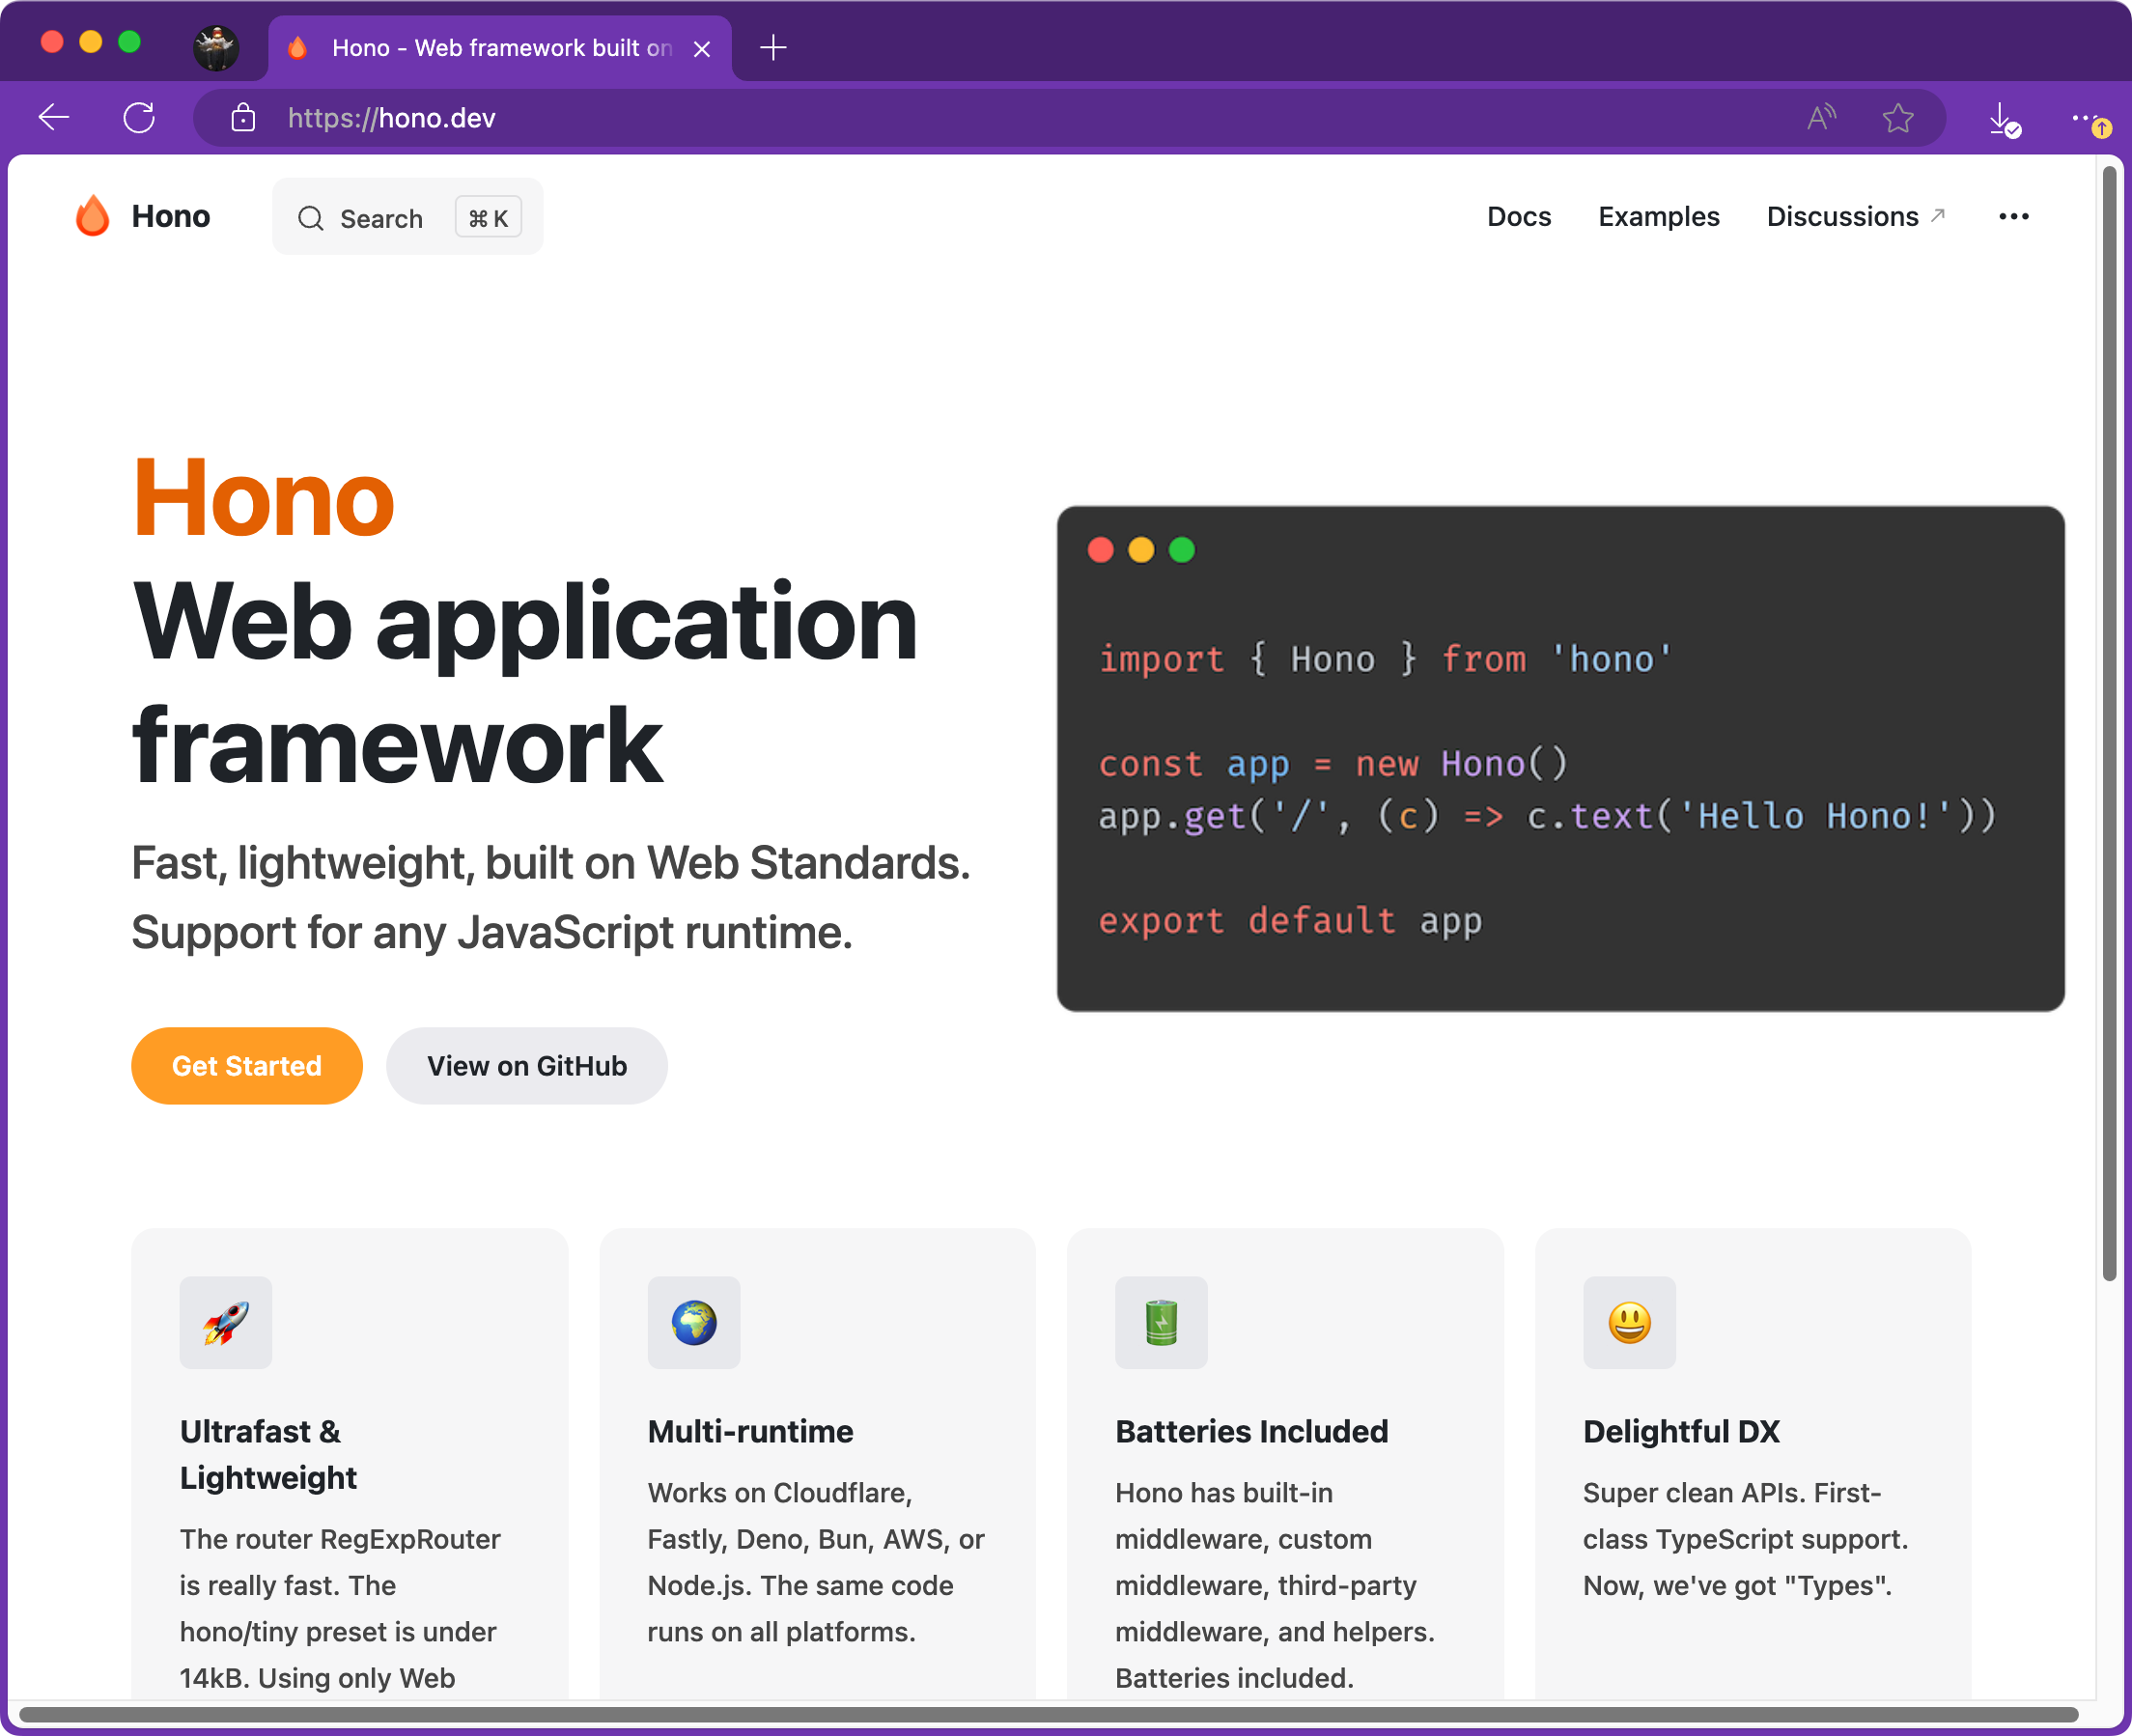 Hono - Web framework built on
https://hono.dev
Hono
Search
⌘ K
Docs
Examples
Discussions
Hono
Web application
framework
Fast, lightweight, built on Web Standards.
Support for any JavaScript runtime.
Get Started
View on GitHub
import { Hono } from 'hono'
const app = new Hono()
app.get('/', (c) => c.text('Hello Hono!'))
export default app
Ultrafast &
Lightweight
The router RegExpRouter
is really fast. The
hono/tiny preset is under
14kB. Using only Web
Multi-runtime
Works on Cloudflare,
Fastly, Deno, Bun, AWS, or
Node.js. The same code
runs on all platforms.
Batteries Included
Hono has built-in
middleware, custom
middleware, third-party
middleware, and helpers.
Batteries included.
Delightful DX
Super clean APIs. First-
class TypeScript support.
Now, we've got "Types".